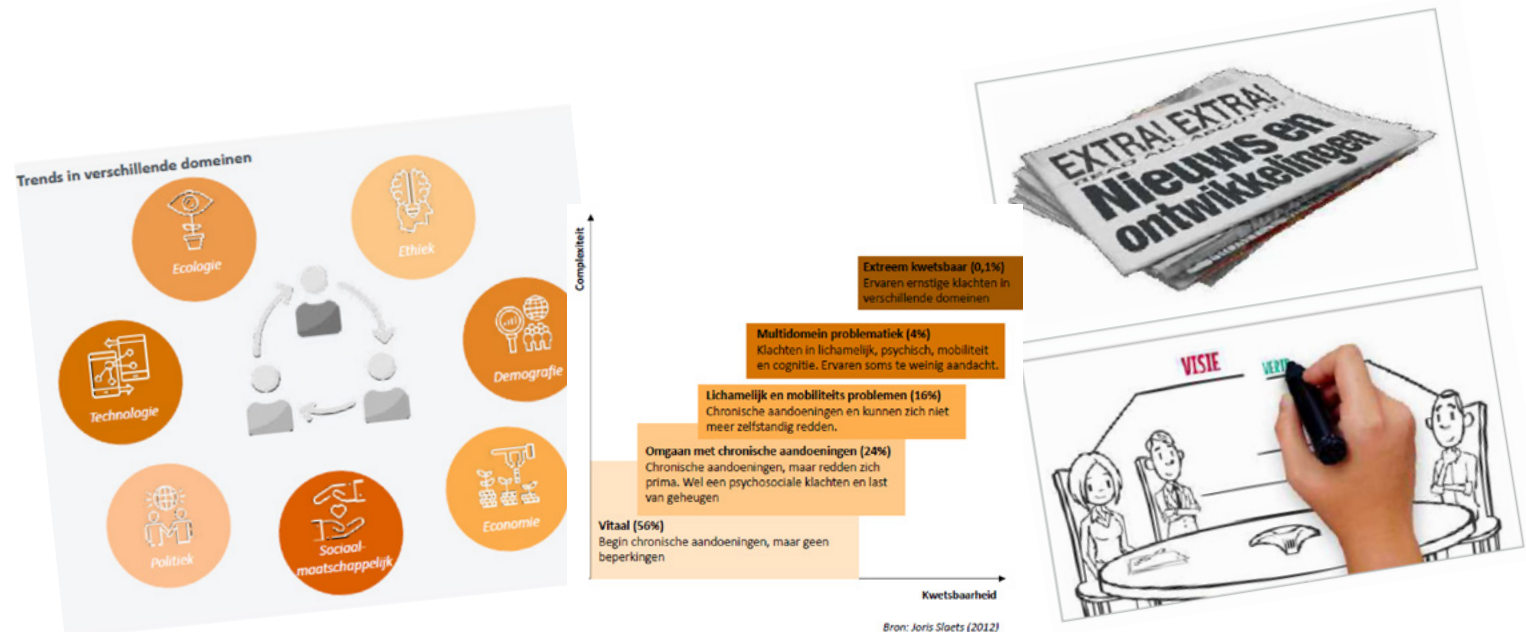 Trends in verschillende domeinen
Ecologie
Ethiek
Technologie
Demografie
Politiek
Sociaal-
maatschappelijk
Economie
Complexiteit
Extreem kwetsbaar (0,1%)
Ervaren ernstige klachten in
verschillende domeinen
Multidomein problematiek (4%)
Klachten in lichamelijk, psychisch, mobiliteit
en cognitie. Ervaren soms te weinig aandacht.
Lichamelijk en mobiliteits problemen (16%)
Chronische aandoeningen en kunnen zich niet
meer zelfstandig redden.
Omgaan met chronische aandoeningen (24%)
Chronische aandoeningen, maar redden zich
prima. Wel een psychosociale klachten en last
van geheugen
Vitaal (56%)
Begin chronische aandoeningen, maar geen
beperkingen
Kwetsbaarheid
Bron: Joris Slaets (2012)
EXTRA! EXTRA!
READ ALL ABOUT IT!
Nieuws en
ontwikkelingen
VISIE